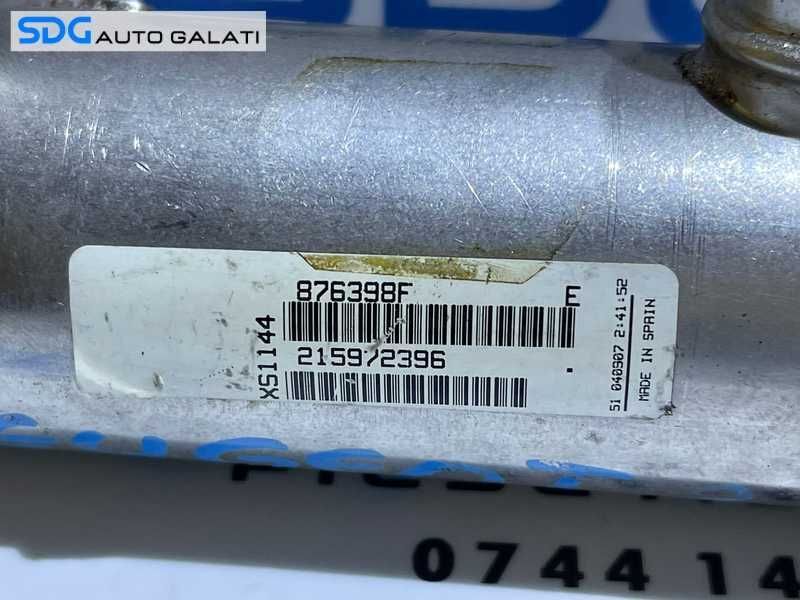 SDG AUTO GALATI
876398F E
XS1144
215972396 .
51 040907 2:41:52
MADE IN SPAIN
0744 14